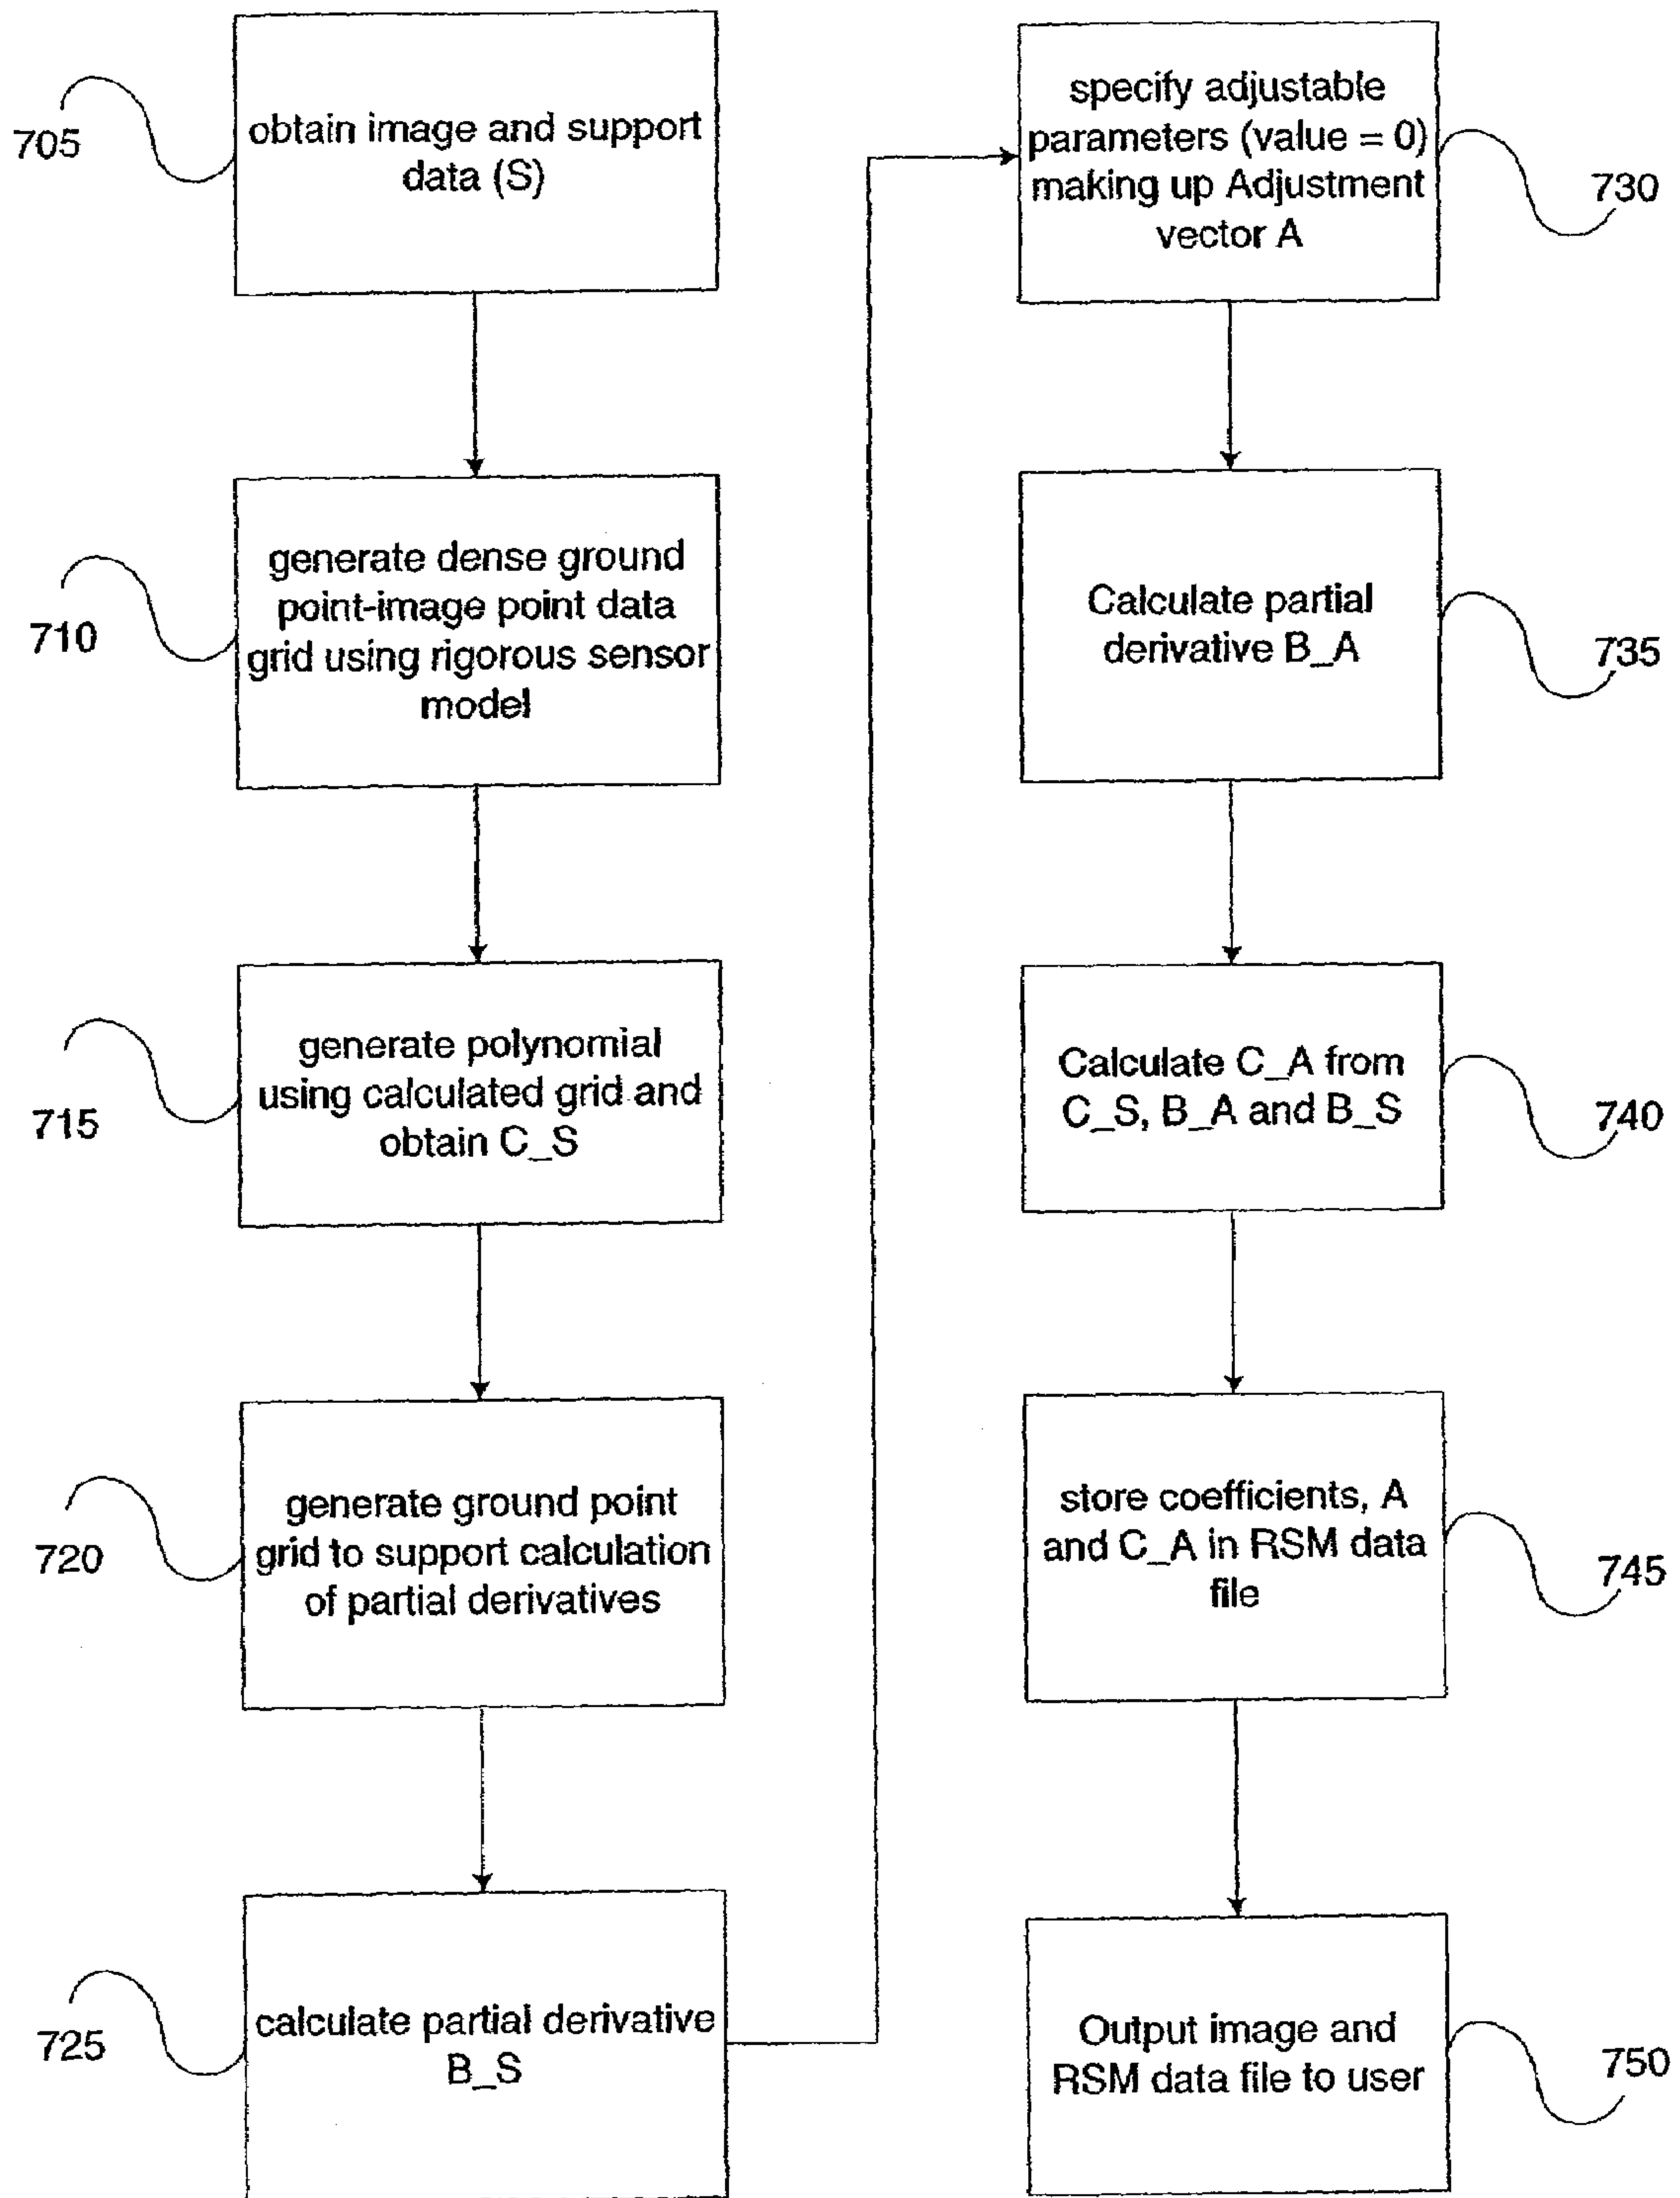 705
obtain image and support
data (S)
710
generate dense ground
point-image point data
grid using rigorous sensor
model
715
generate polynomial
using calculated grid and
obtain C_S
720
generate ground point
grid to support calculation
of partial derivatives
725
calculate partial derivative
B_S
specify adjustable
parameters (value = 0)
making up Adjustment
vector A
730
Calculate partial
derivative B_A
735
Calculate C_A from
C_S, B_A and B_S
740
store coefficients, A
and C_A in RSM data
file
745
Output image and
RSM data file to user
750